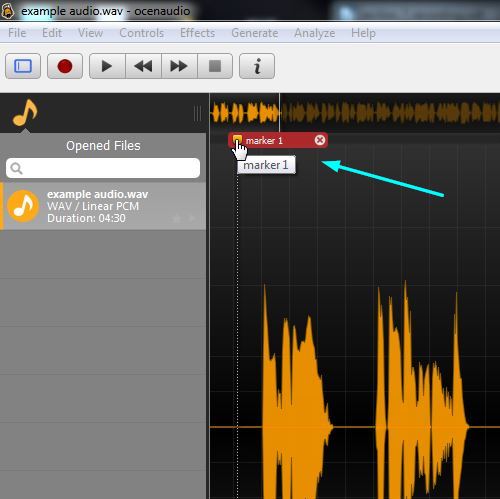 example audio.wav - ocenaudio
File Edit View Controls Effects Generate Analyze Help
i
Opened Files
marker 1
marker 1
example audio.wav
WAV / Linear PCM
Duration: 04:30